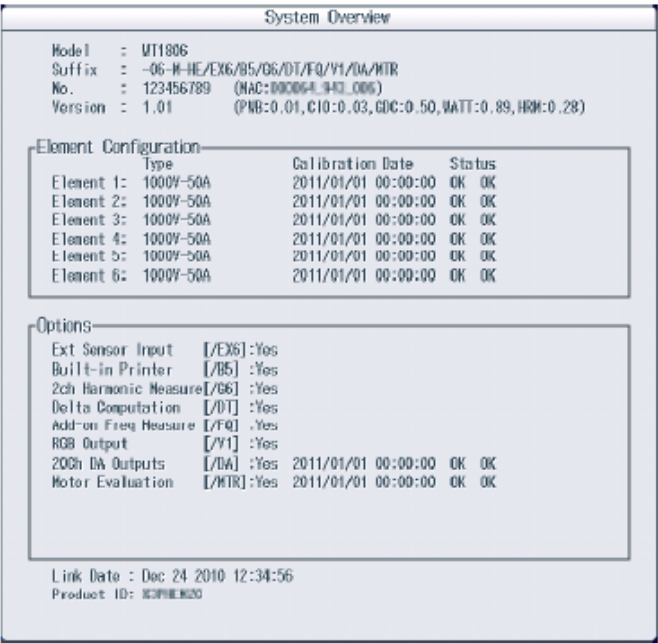 System Overview
Model : WT1806
Suffix : -06-M-HE/EX6/B5/G6/DT/FQ/V1/DA/MTR
No. : 123456789 (MAC:
Version : 1.01 (PWB:0.01,CIO:0.03,GDC:0.50,WATT:0.89,HRM:0.28)
Element Configuration
Type Calibration Date Status
Element 1: 1000V-50A 2011/01/01 00:00:00 OK OK
Element 2: 1000V-50A 2011/01/01 00:00:00 OK OK
Element 3: 1000V-50A 2011/01/01 00:00:00 OK OK
Element 4: 1000V-50A 2011/01/01 00:00:00 OK OK
Element 5: 1000V-50A 2011/01/01 00:00:00 OK OK
Element 6: 1000V-50A 2011/01/01 00:00:00 OK OK
Options
Ext Sensor Input [/EX6]:Yes
Built-in Printer [/B5] :Yes
2ch Harmonic Measure[/G6] :Yes
Delta Computation [/DT] :Yes
Add-on Freq Measure [/FQ] :Yes
RGB Output [/V1] :Yes
20Ch DA Outputs [/DA] :Yes 2011/01/01 00:00:00 OK OK
Motor Evaluation [/MTR]:Yes 2011/01/01 00:00:00 OK OK
Link Date : Dec 24 2010 12:34:56
Product ID: